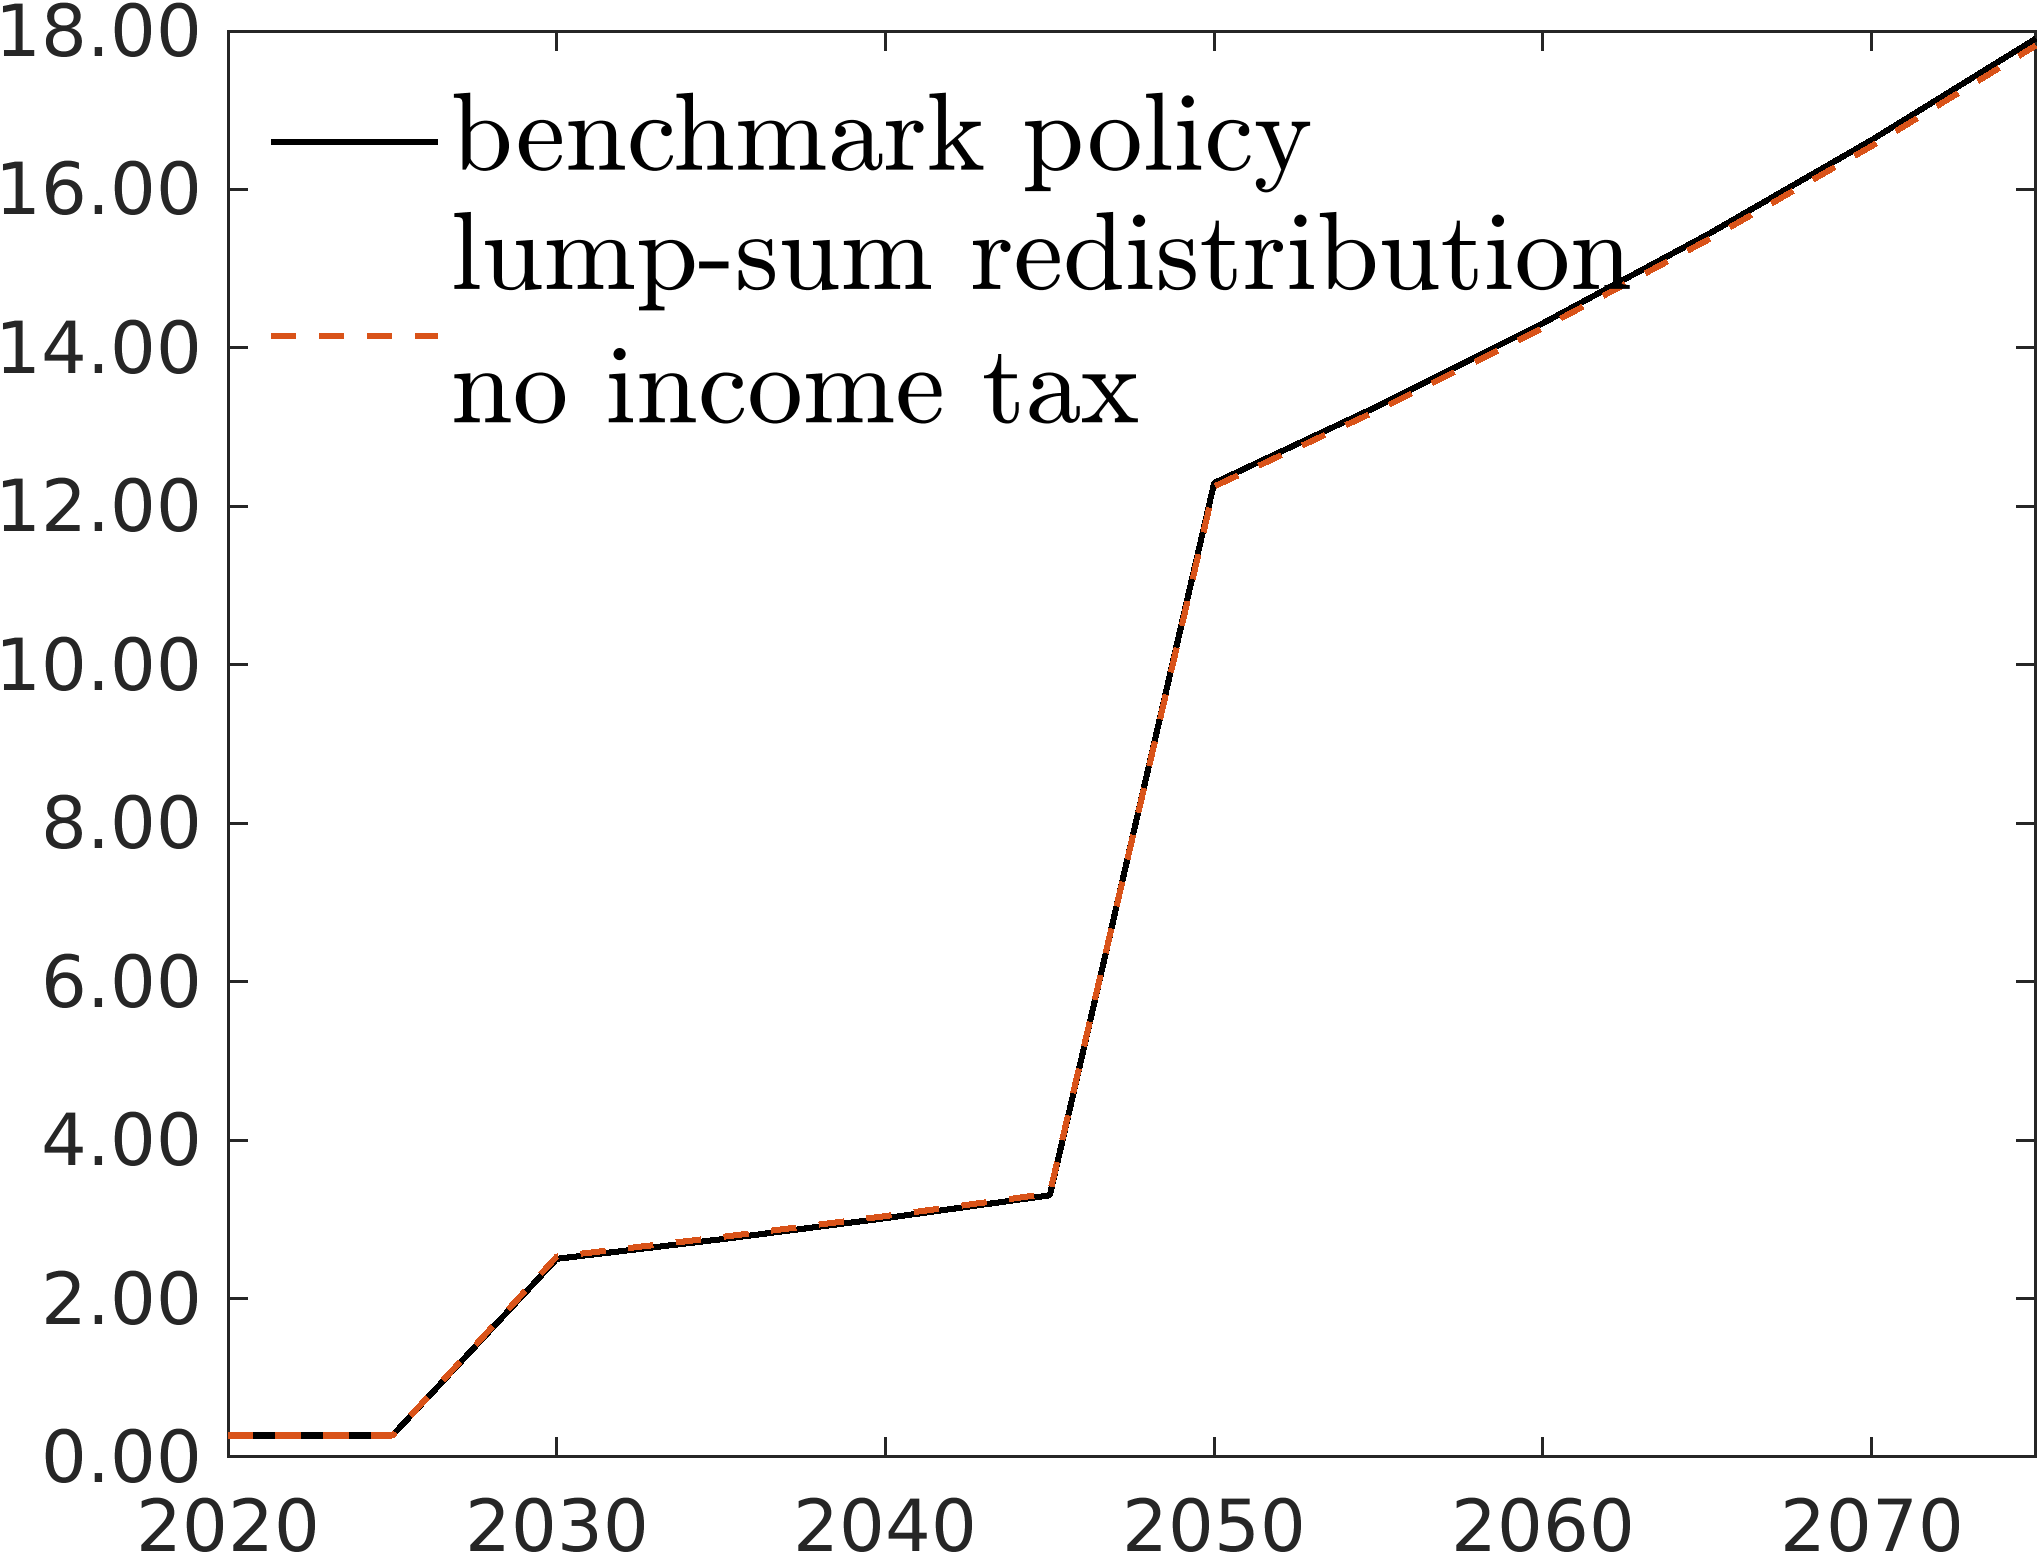 18.00
benchmark policy
16.00
lump-sum redistribution
14.00
no income tax
12.00
10.00
8.00
6.00
4.00
2.00
0.00
2020 2030 2040 2050 2060 2070